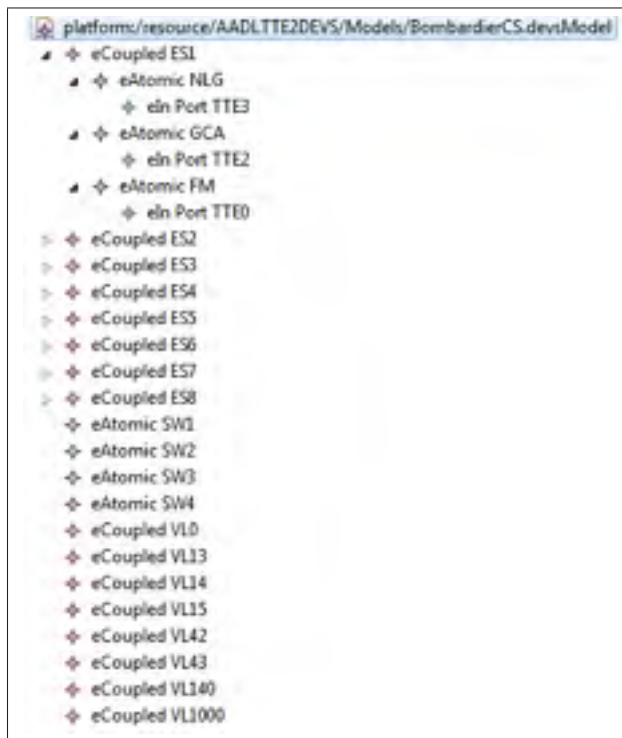 platform:/resource/AADLTTE2DEVS/Models/BombardierCS.devsModel
eCoupled ES1
eAtomic NLG
eIn Port TTE3
eAtomic GCA
eIn Port TTE2
eAtomic FM
eIn Port TTE0
eCoupled ES2
eCoupled ES3
eCoupled ES4
eCoupled ES5
eCoupled ES6
eCoupled ES7
eCoupled ES8
eAtomic SW1
eAtomic SW2
eAtomic SW3
eAtomic SW4
eCoupled VL0
eCoupled VL13
eCoupled VL14
eCoupled VL15
eCoupled VL42
eCoupled VL43
eCoupled VL140
eCoupled VL1000